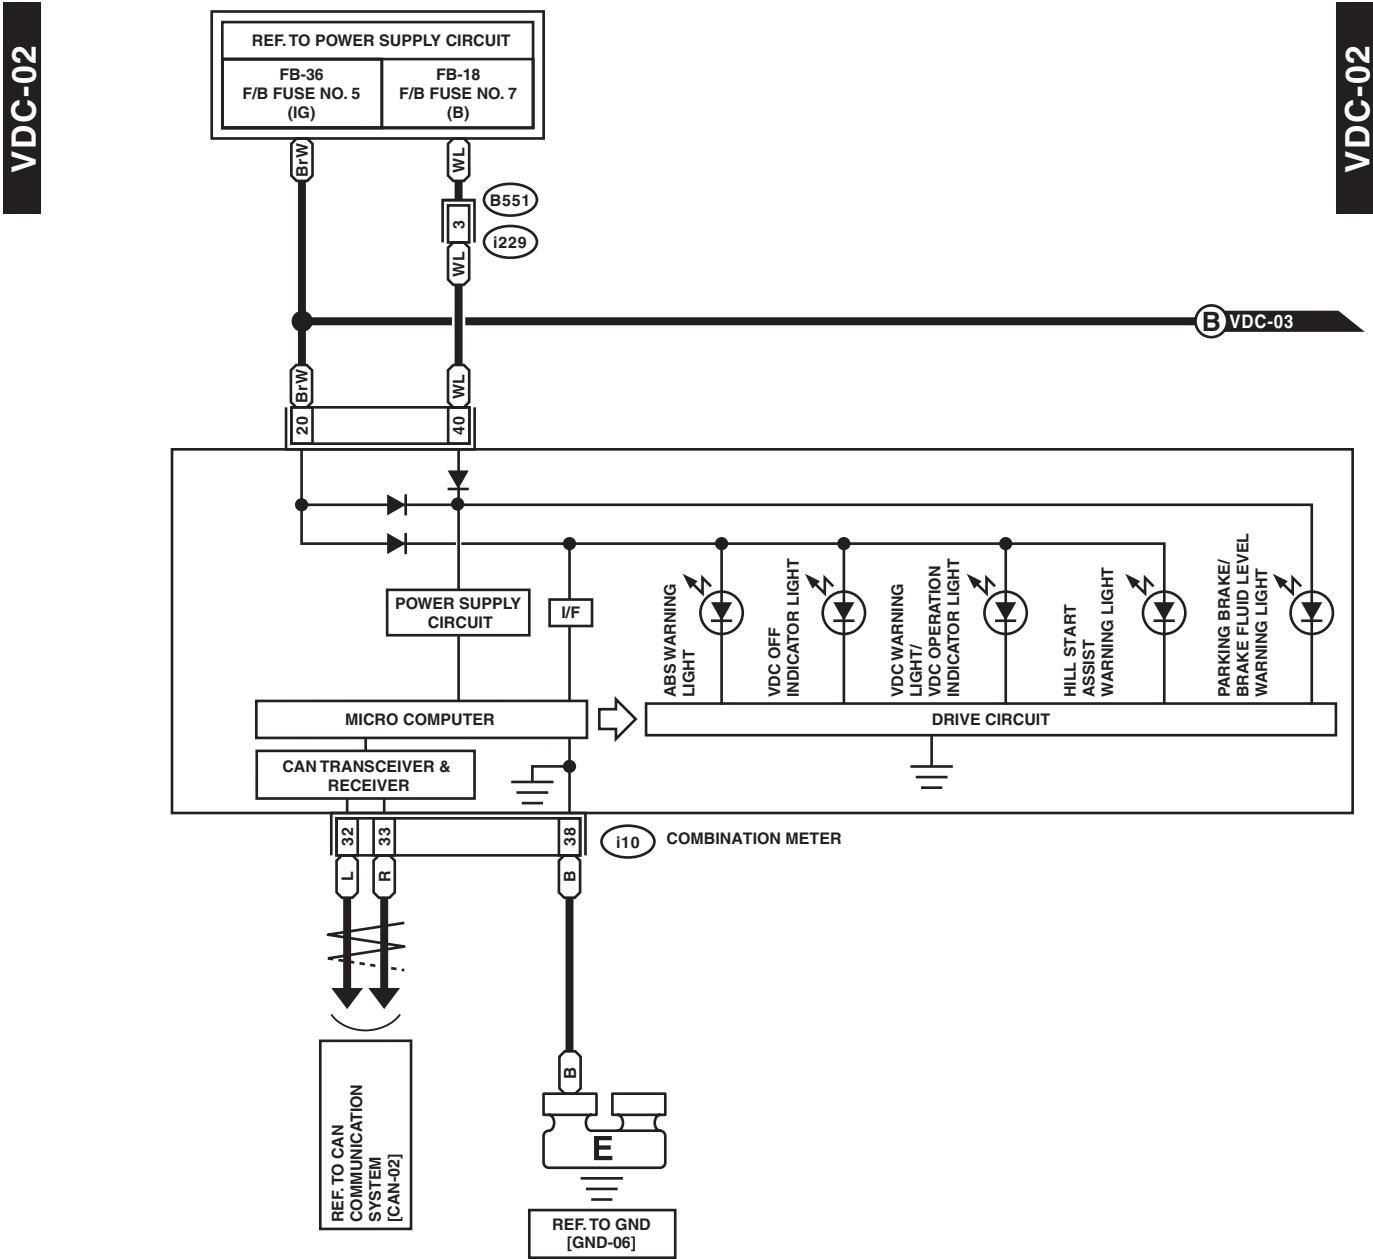 VDC-02
VDC-02
REF. TO POWER SUPPLY CIRCUIT
FB-36
F/B FUSE NO. 5
(IG)
FB-18
F/B FUSE NO. 7
(B)
BrW
WL
B551
3
i229
WL
B VDC-03
BrW
WL
20
40
POWER SUPPLY
CIRCUIT
I/F
ABS WARNING
LIGHT
VDC OFF
INDICATOR LIGHT
VDC WARNING
LIGHT/
VDC OPERATION
INDICATOR LIGHT
HILL START
ASSIST
WARNING LIGHT
PARKING BRAKE/
BRAKE FLUID LEVEL
WARNING LIGHT
MICRO COMPUTER
DRIVE CIRCUIT
CAN TRANSCEIVER &
RECEIVER
32
33
38
i10
COMBINATION METER
L
R
B
B
E
REF. TO CAN
COMMUNICATION
SYSTEM
[CAN-02]
REF. TO GND
[GND-06]